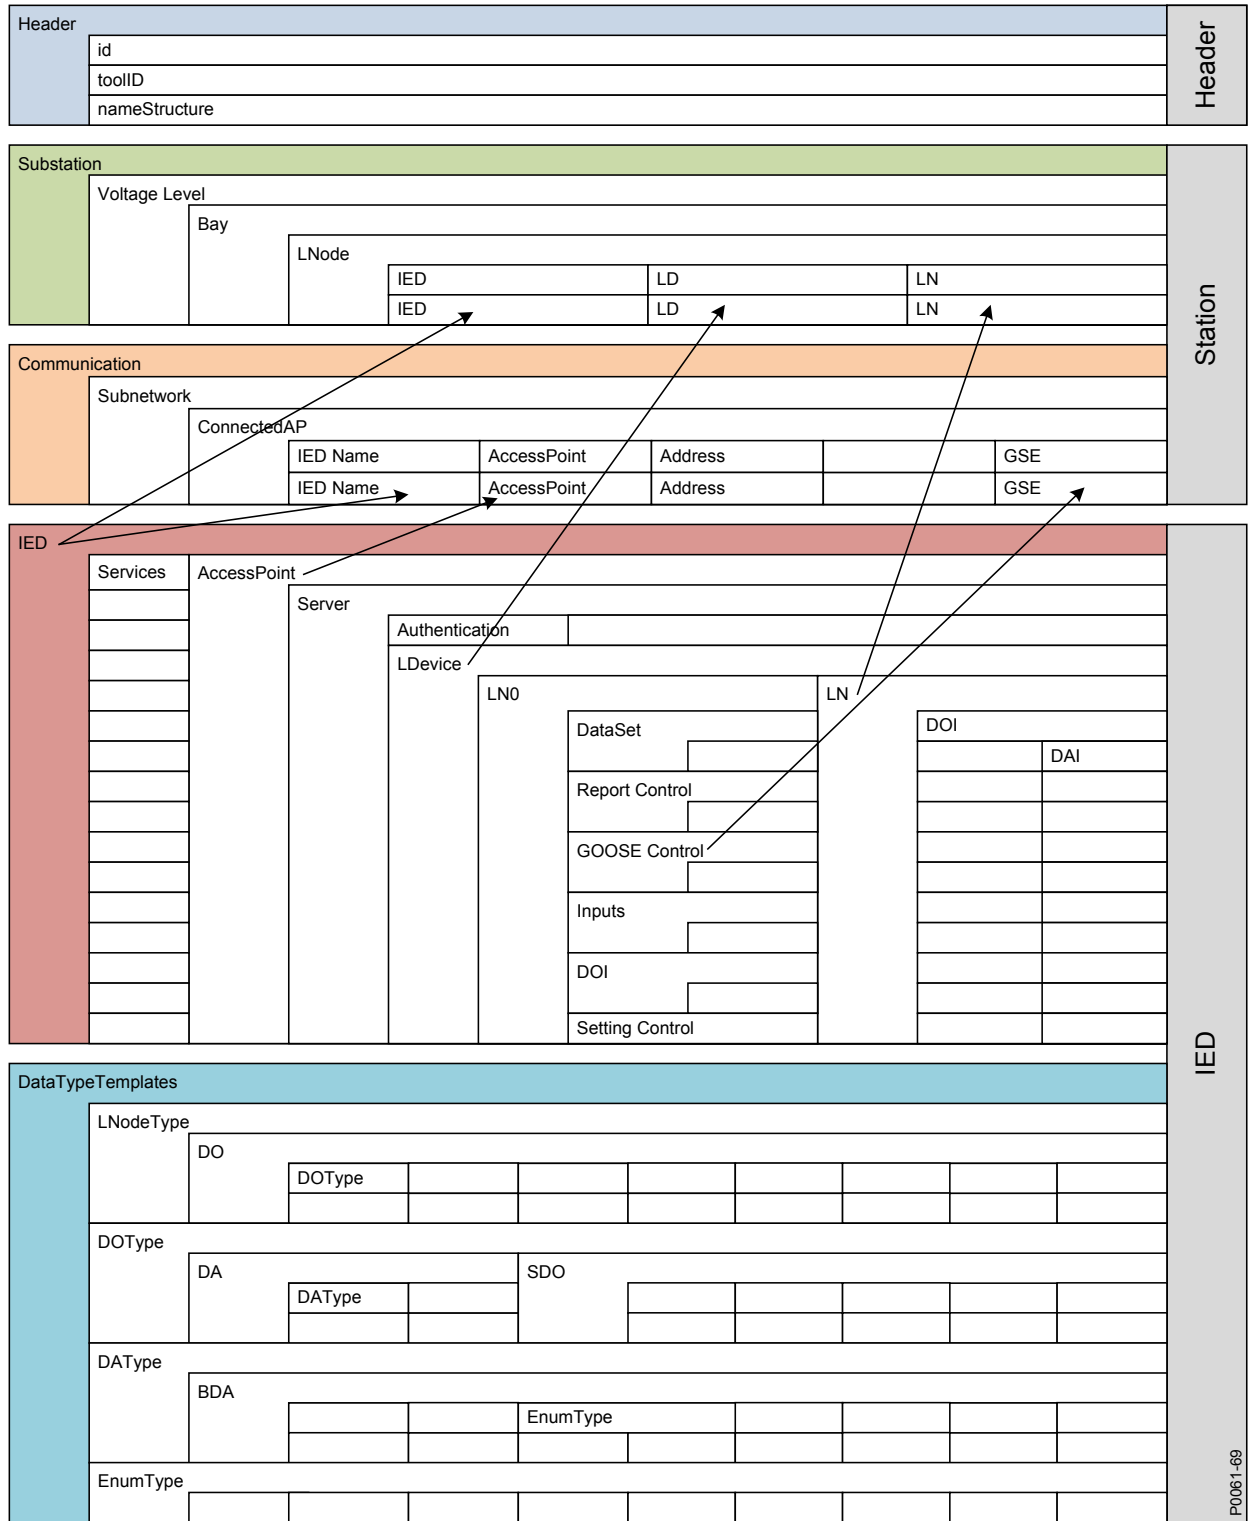 Header
id
toolID
nameStructure
Header
Substation
Voltage Level
Bay
LNode
IED LD LN
IED LD LN
Station
Communication
Subnetwork
ConnectedAP
IED Name AccessPoint Address GSE
IED Name AccessPoint Address GSE
IED
Services AccessPoint
Server
Authentication
LDevice
LN0 LN
DataSet DOI
DAI
Report Control
GOOSE Control
Inputs
DOI
Setting Control
IED
DataTypeTemplates
LNodeType
DO
DOType
DOType
DA SDO
DAType
DAType
BDA
EnumType
EnumType
P0061-69